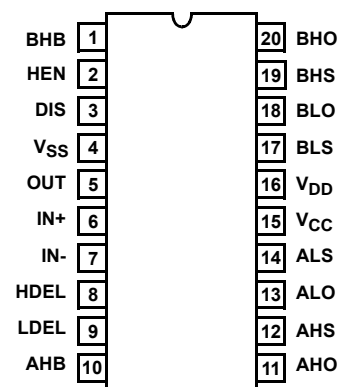 BHB 1 20 BHO
HEN 2 19 BHS
DIS 3 18 BLO
VSS 4 17 BLS
OUT 5 16 VDD
IN+ 6 15 VCC
IN- 7 14 ALS
HDEL 8 13 ALO
LDEL 9 12 AHS
AHB 10 11 AHO